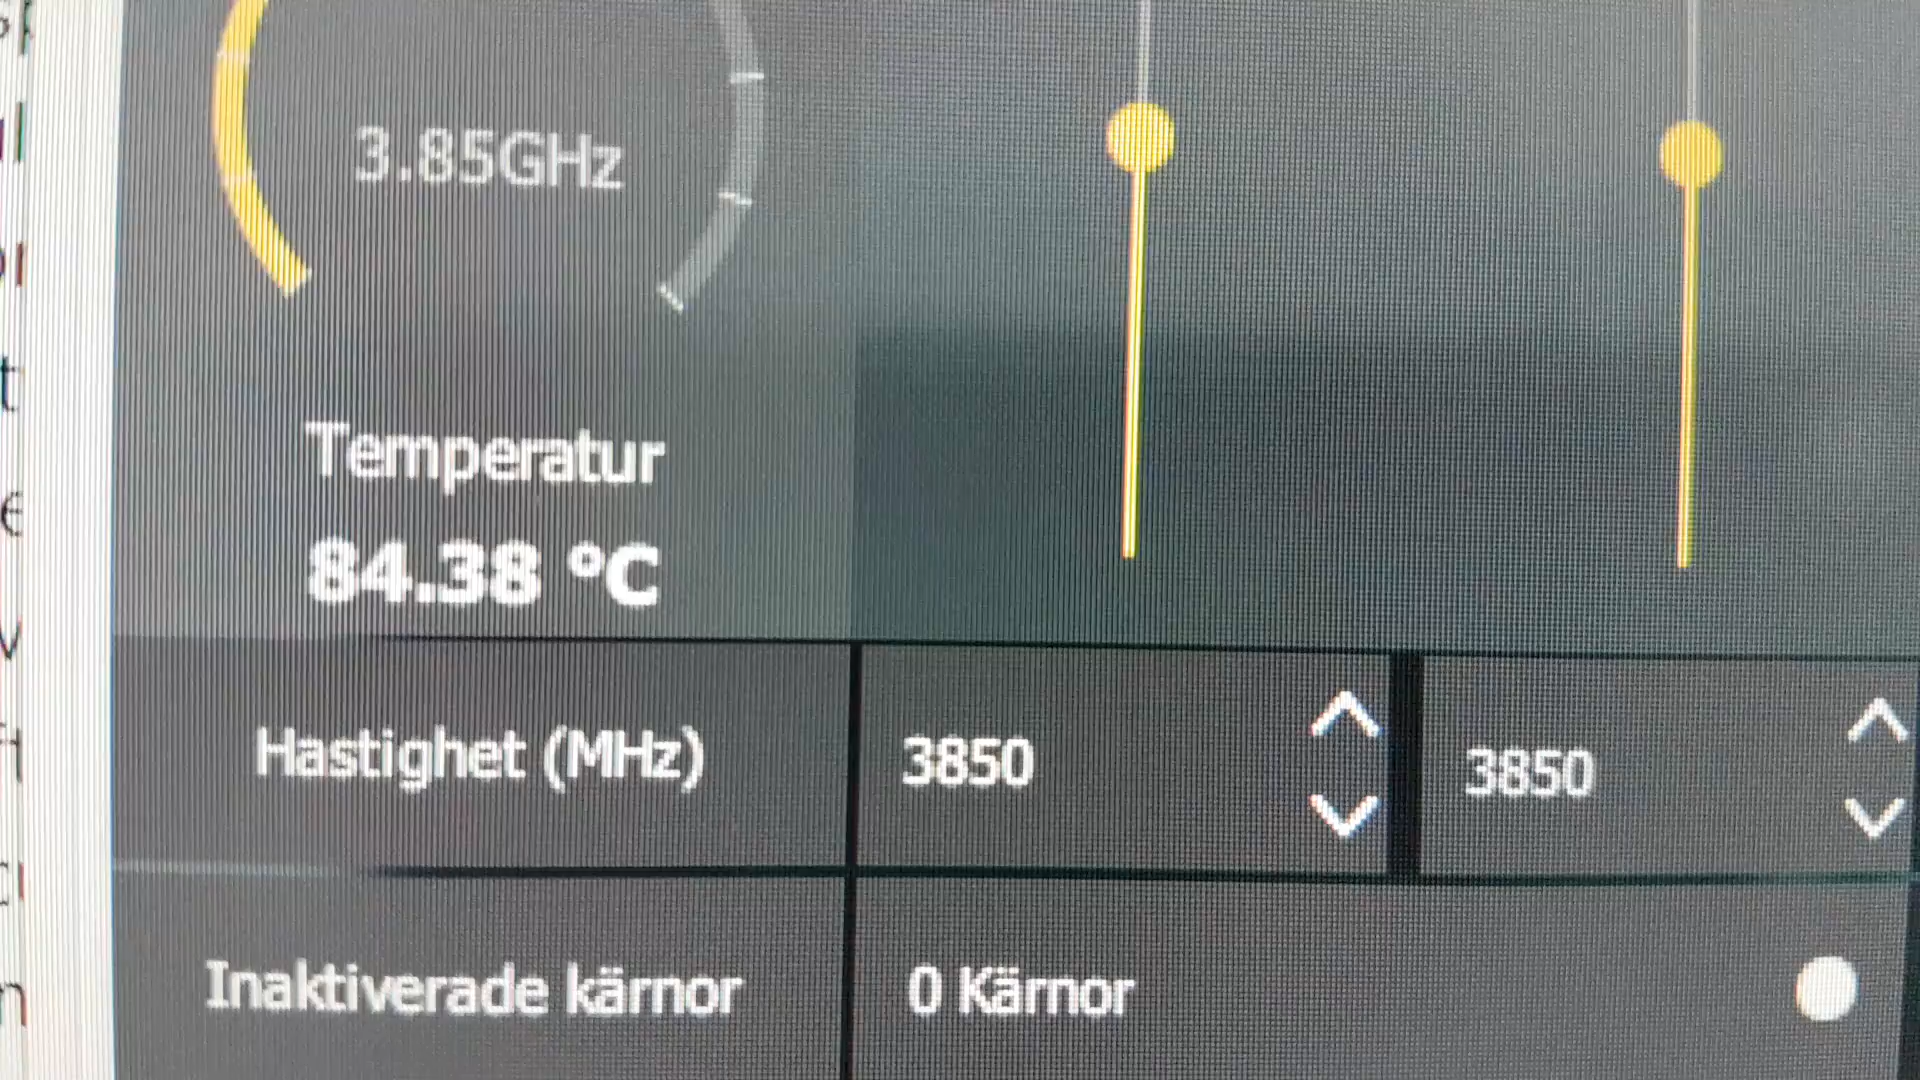 3.85GHz
Temperatur
84.38 °C
Hastighet (MHz)
3850
3850
Inaktiverade kärnor
0 Kärnor